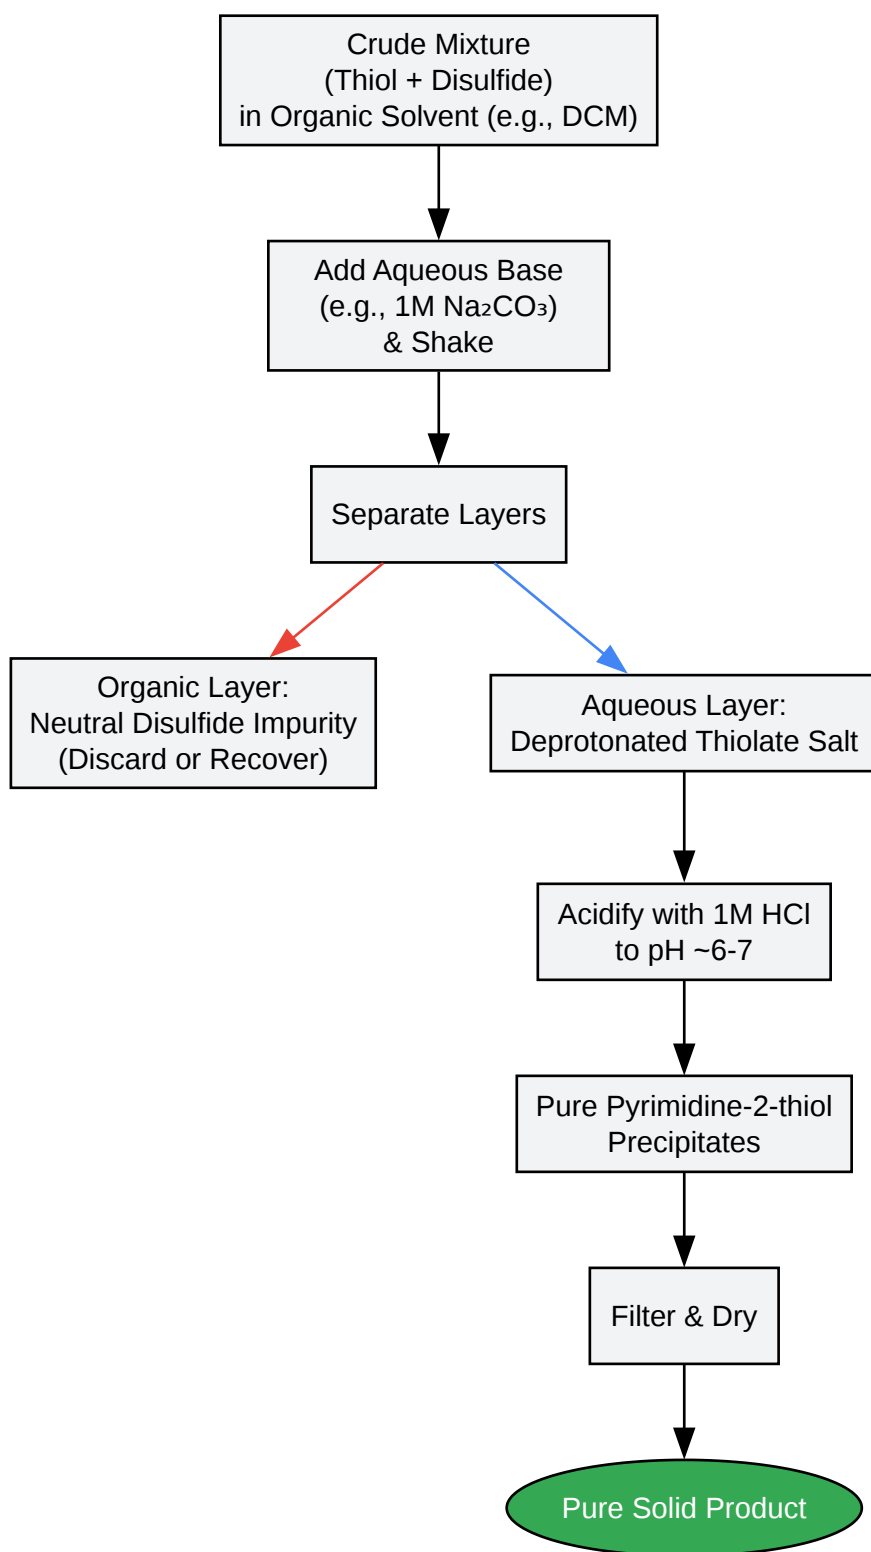 Crude Mixture
(Thiol + Disulfide)
in Organic Solvent (e.g., DCM)
Add Aqueous Base
(e.g., 1M Na₂CO₃)
& Shake
Separate Layers
Organic Layer:
Neutral Disulfide Impurity
(Discard or Recover)
Aqueous Layer:
Deprotonated Thiolate Salt
Acidify with 1M HCl
to pH ~6-7
Pure Pyrimidine-2-thiol
Precipitates
Filter & Dry
Pure Solid Product